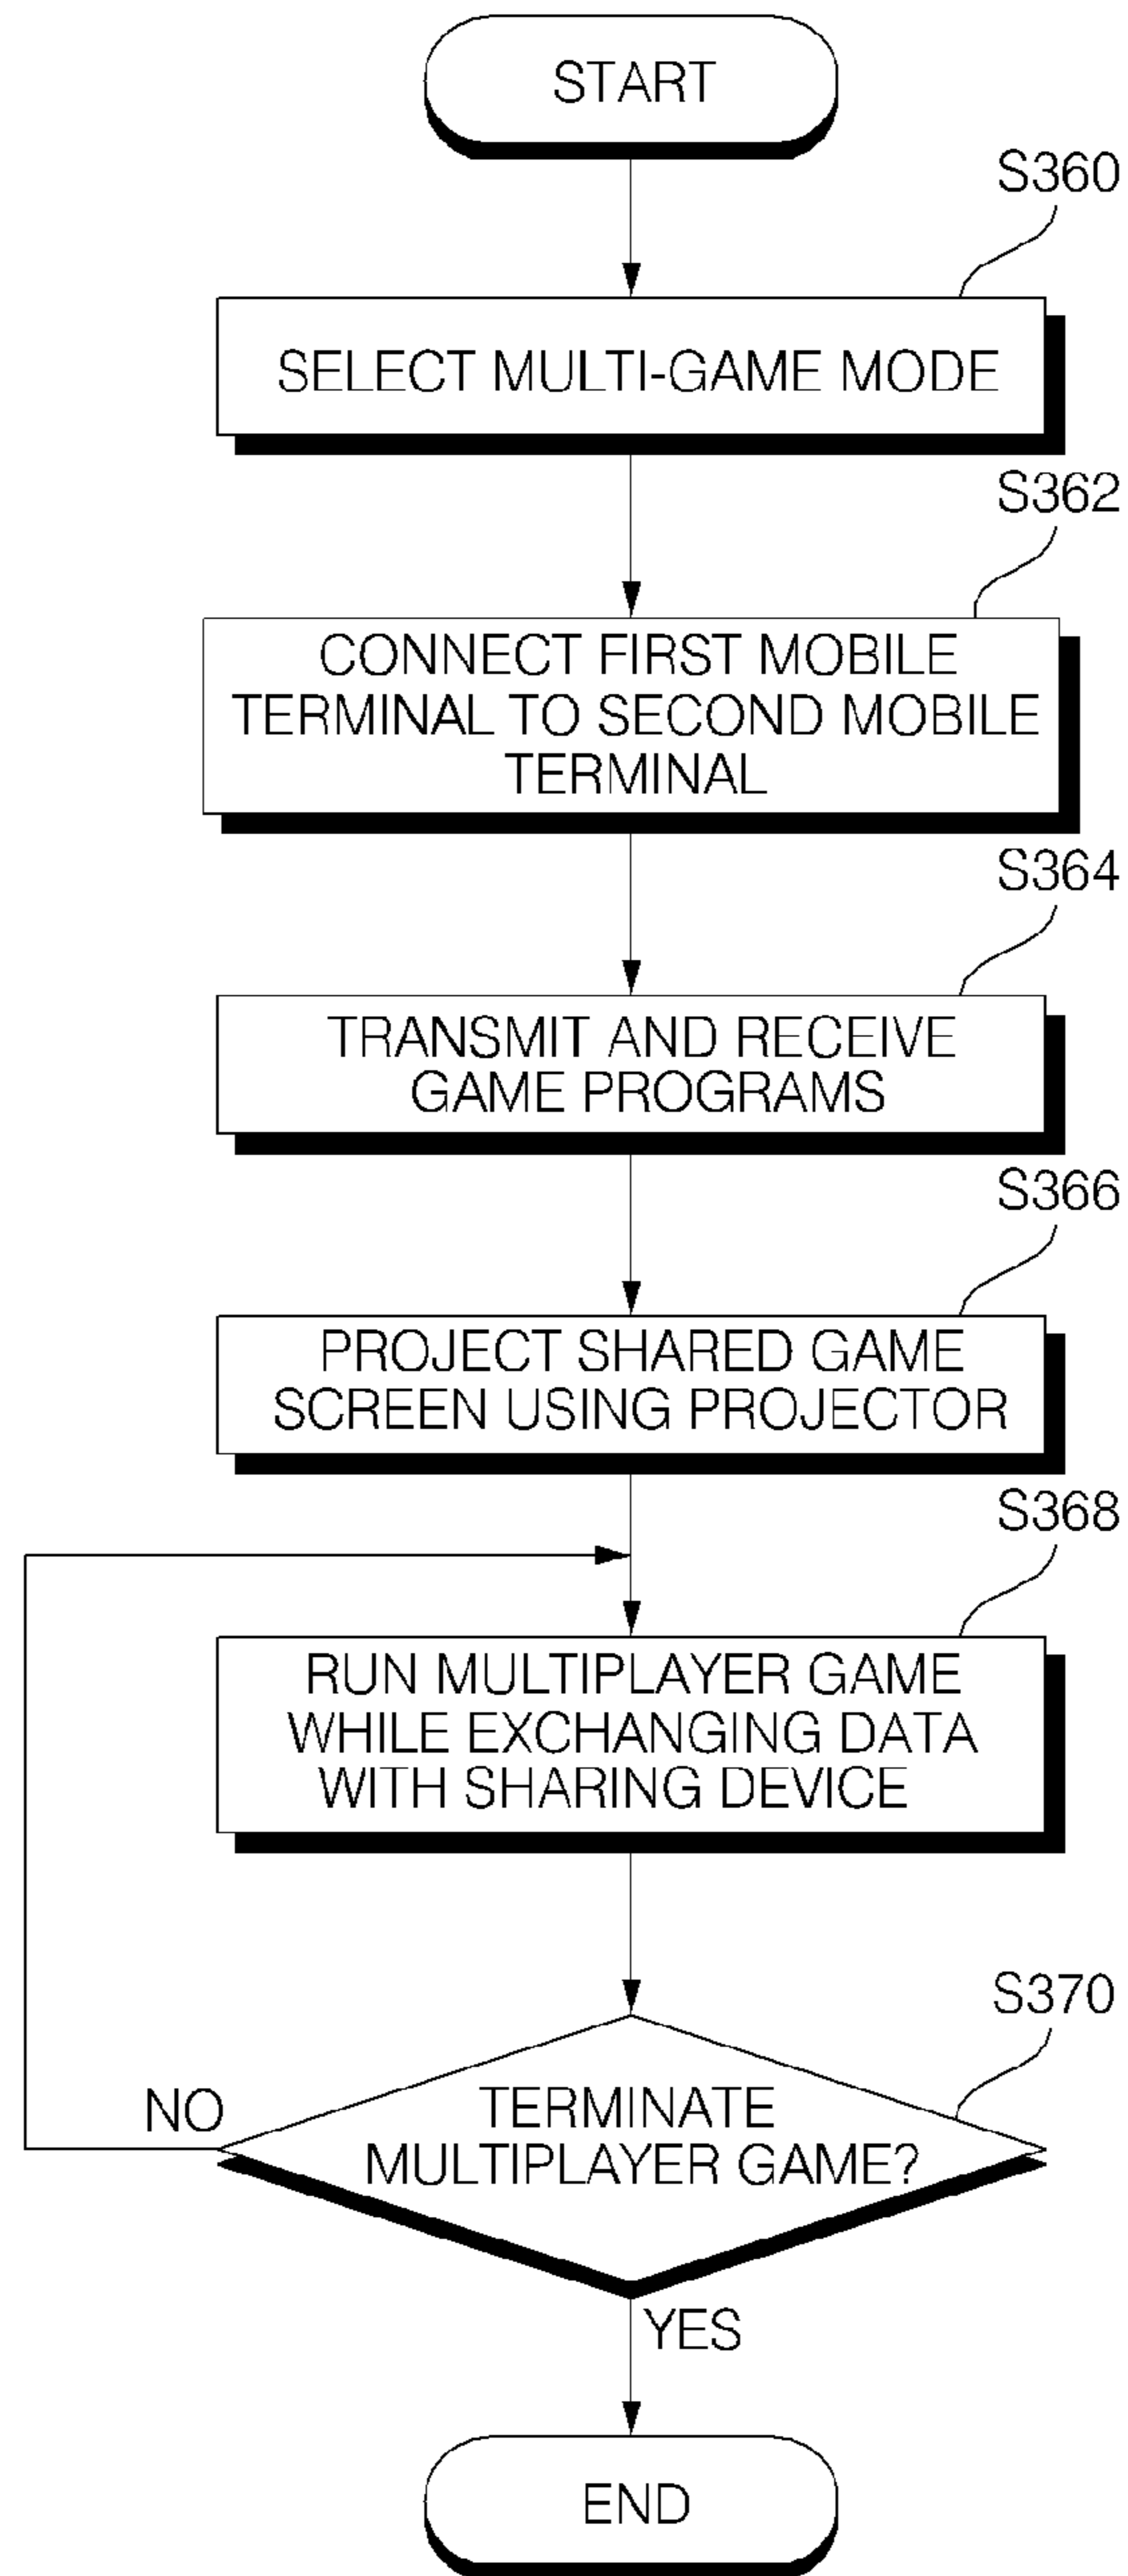 START
S360
SELECT MULTI-GAME MODE
S362
CONNECT FIRST MOBILE
TERMINAL TO SECOND MOBILE
TERMINAL
S364
TRANSMIT AND RECEIVE
GAME PROGRAMS
S366
PROJECT SHARED GAME
SCREEN USING PROJECTOR
S368
RUN MULTIPLAYER GAME
WHILE EXCHANGING DATA
WITH SHARING DEVICE
S370
TERMINATE
MULTIPLAYER GAME?
NO
YES
END